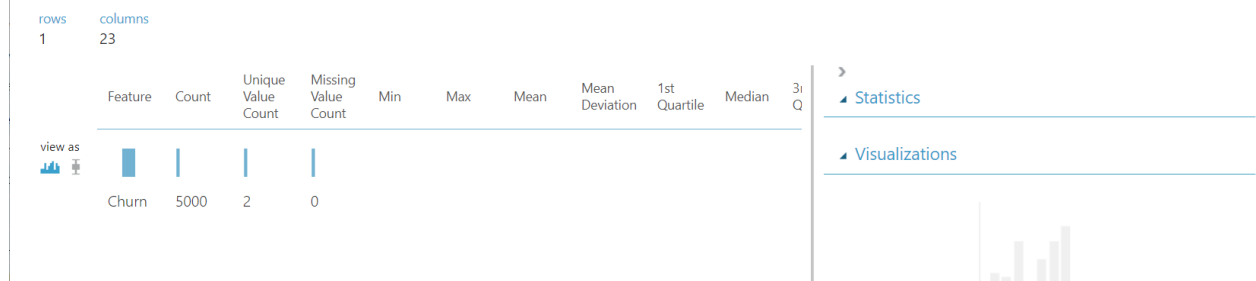 rows columns
1 23
Feature Count Unique Value Count Missing Value Count Min Max Mean Mean Deviation 1st Quartile Median
view as
Churn 5000 2 0
Statistics
Visualizations